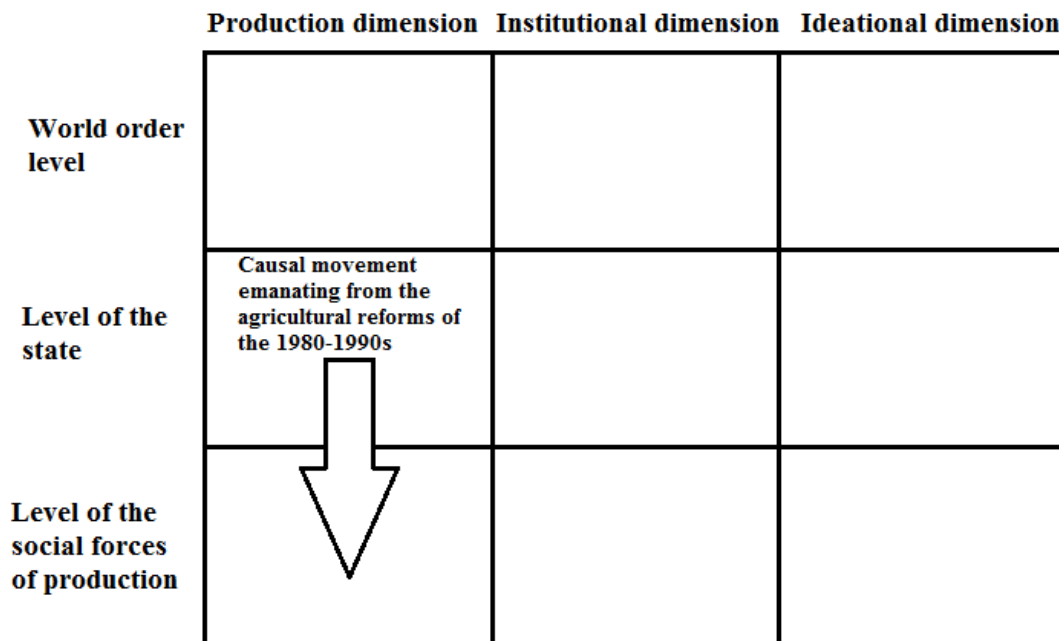 Production dimension Institutional dimension Ideational dimension
World order
level
Causal movement
emanating from the
agricultural reforms of
the 1980-1990s
Level of the
state
Level of the
social forces
of production